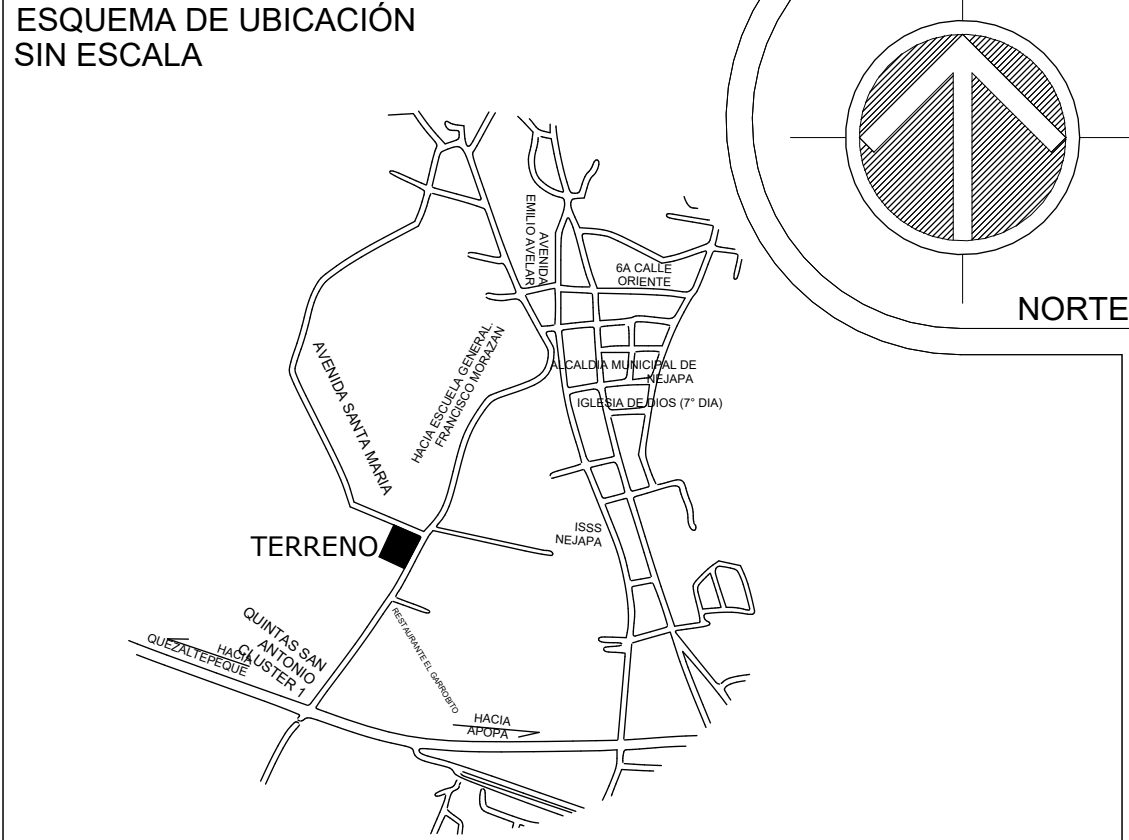 ESQUEMA DE UBICACIÓN
SIN ESCALA
NORTE
AVENIDA
EMILIO AVELAR
6A CALLE
ORIENTE
AVENIDA SANTA MARIA
HACIA ESCUELA GENERAL.
FRANCISCO MORAZAN
ALCALDIA MUNICIPAL DE
NEJAPA
IGLESIA DE DIOS (7° DIA)
ISSS
NEJAPA
TERRENO
QUINTAS SAN
ANTONIO
CLUSTER 1
HACIA
QUEZALTEPEQUE
RESTAURANTE EL GARROBITO
HACIA
APOPA